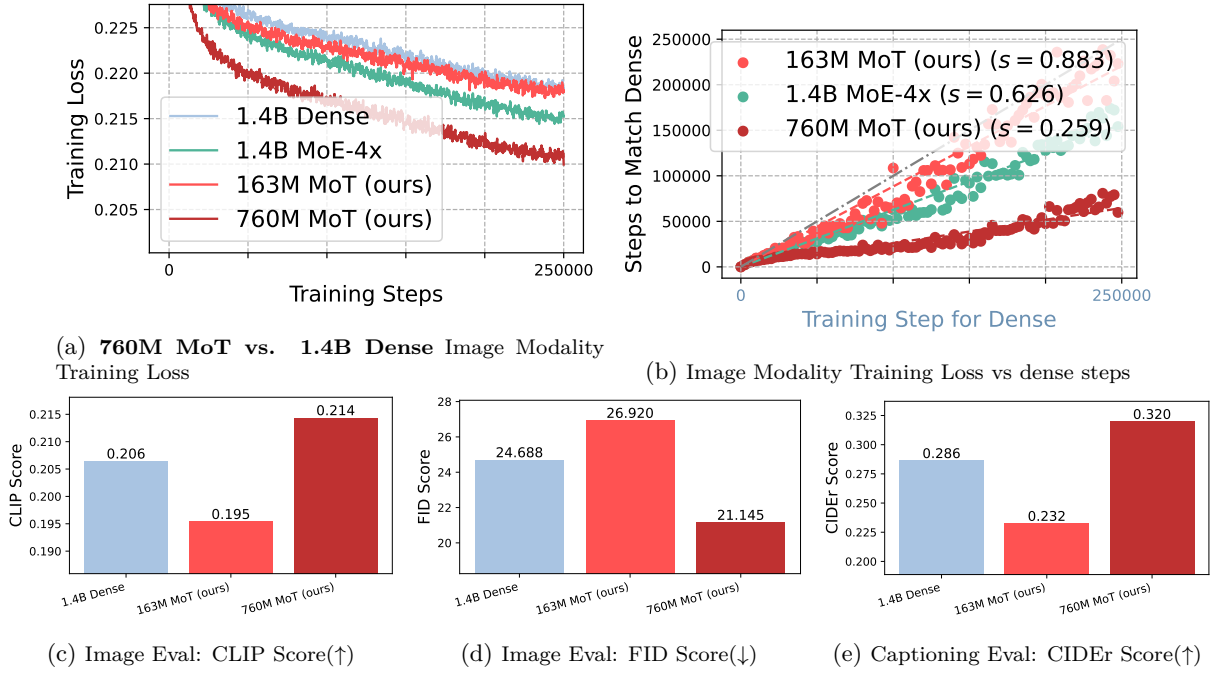 0.225
0.220
0.215
0.210
0.205
Training Loss
1.4B Dense
1.4B MoE-4x
163M MoT (ours)
760M MoT (ours)
0
250000
Training Steps
(a) 760M MoT vs. 1.4B Dense Image Modality
Training Loss
250000
200000
150000
100000
50000
0
Steps to Match Dense
163M MoT (ours) (s = 0.883)
1.4B MoE-4x (s = 0.626)
760M MoT (ours) (s = 0.259)
0
250000
Training Step for Dense
(b) Image Modality Training Loss vs dense steps
0.215
0.210
0.205
0.200
0.195
0.190
CLIP Score
0.206
0.195
0.214
1.4B Dense
163M MoT (ours)
760M MoT (ours)
(c) Image Eval: CLIP Score(↑)
28
26
24
22
20
FID Score
24.688
26.920
21.145
1.4B Dense
163M MoT (ours)
760M MoT (ours)
(d) Image Eval: FID Score(↓)
0.325
0.300
0.275
0.250
0.225
0.200
CIDEr Score
0.286
0.232
0.320
1.4B Dense
163M MoT (ours)
760M MoT (ours)
(e) Captioning Eval: CIDEr Score(↑)